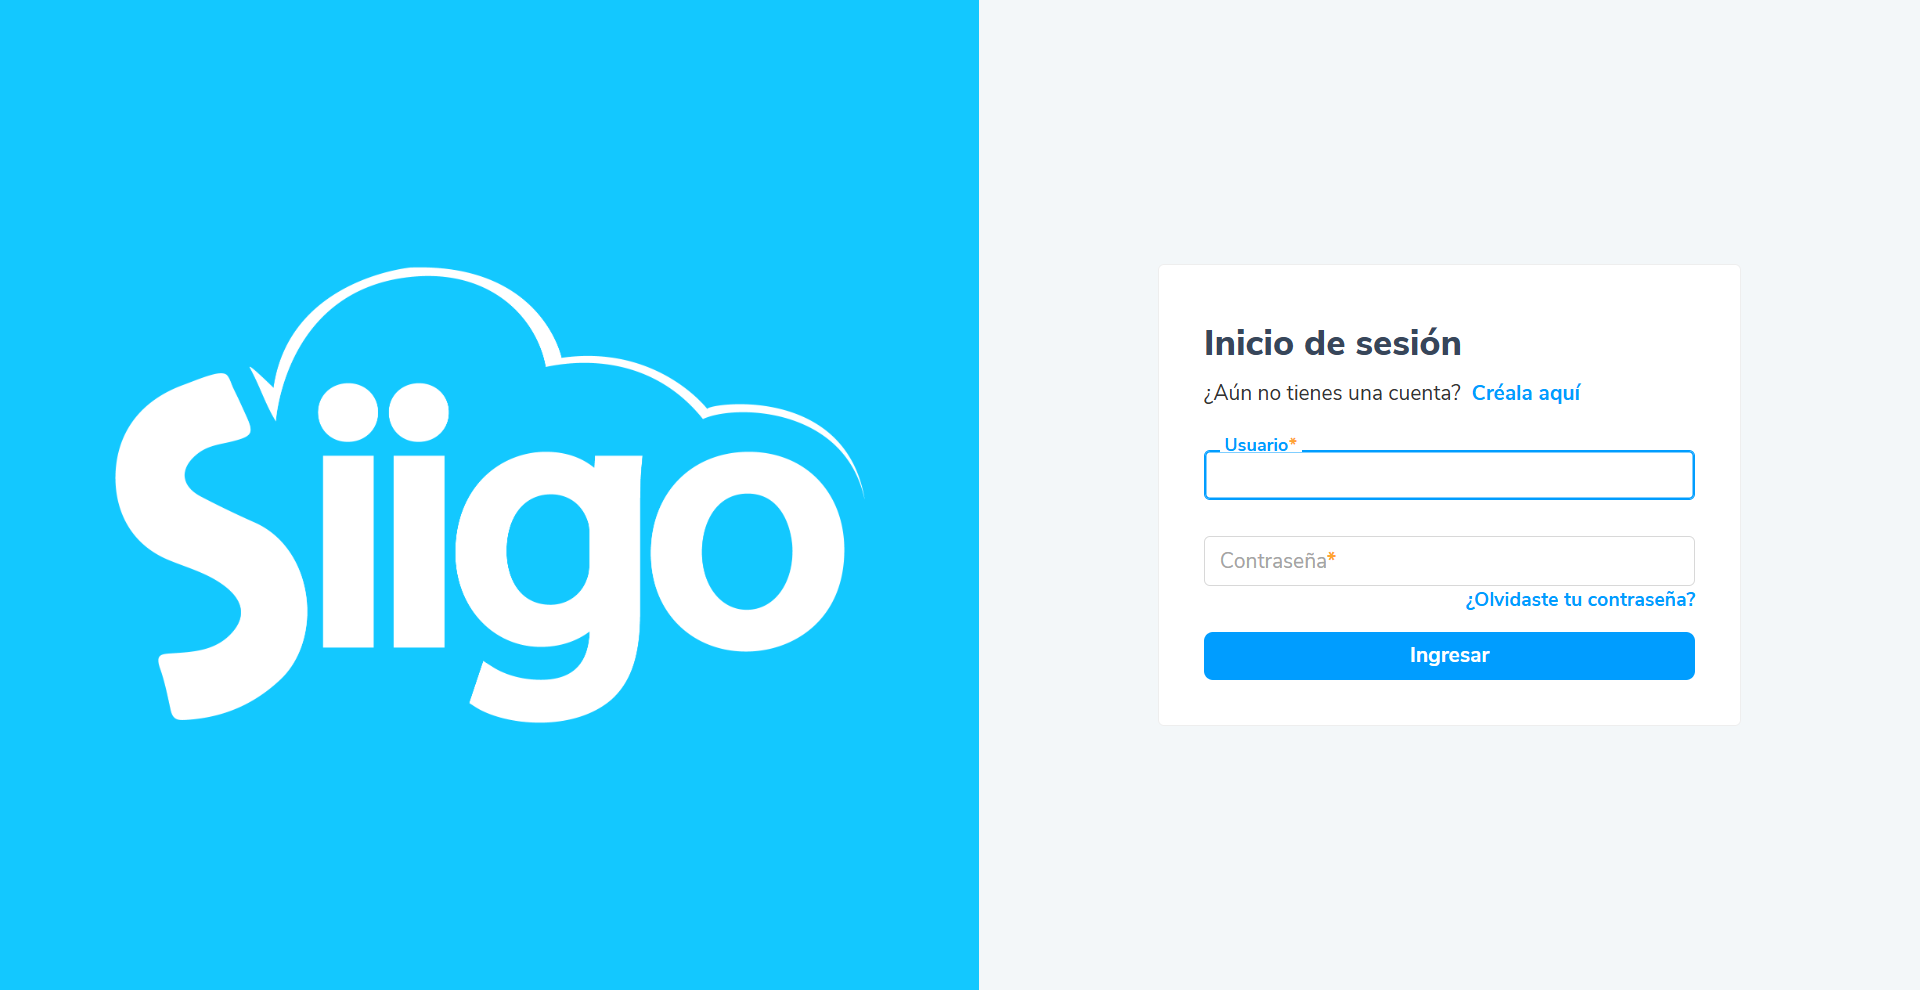 Siigo
Inicio de sesión
¿Aún no tienes una cuenta? Créala aquí
Usuario*
Contraseña*
¿Olvidaste tu contraseña?
Ingresar